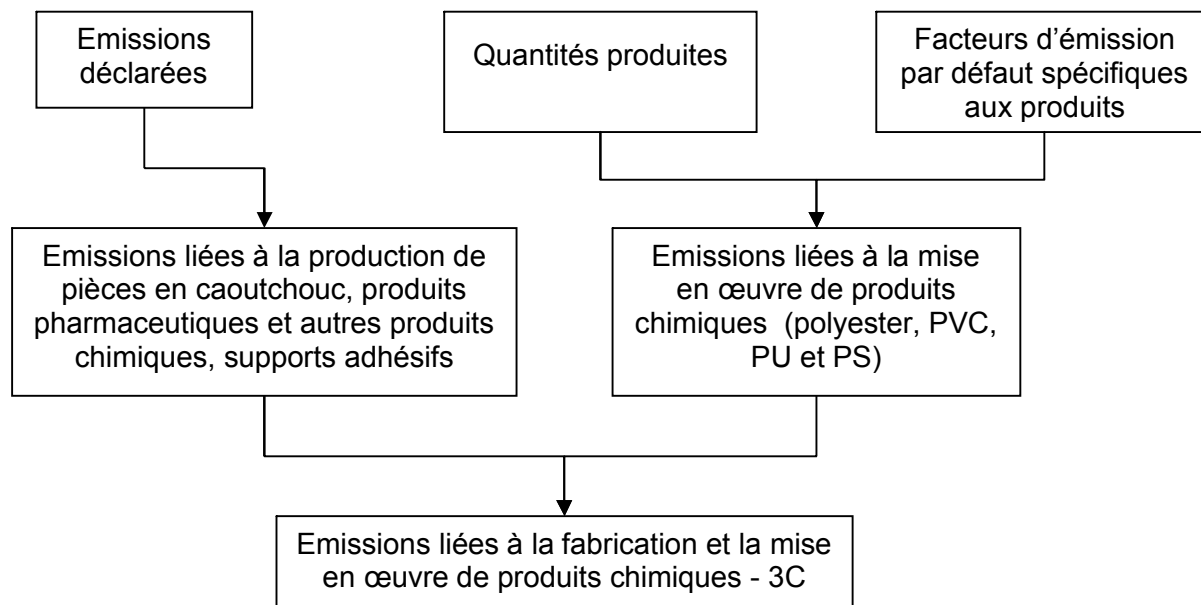 Emissions
déclarées
Quantités produites
Facteurs d’émission
par défaut spécifiques
aux produits
Emissions liées à la production de
pièces en caoutchouc, produits
pharmaceutiques et autres produits
chimiques, supports adhésifs
Emissions liées à la mise
en œuvre de produits
chimiques (polyester, PVC,
PU et PS)
Emissions liées à la fabrication et la mise
en œuvre de produits chimiques - 3C